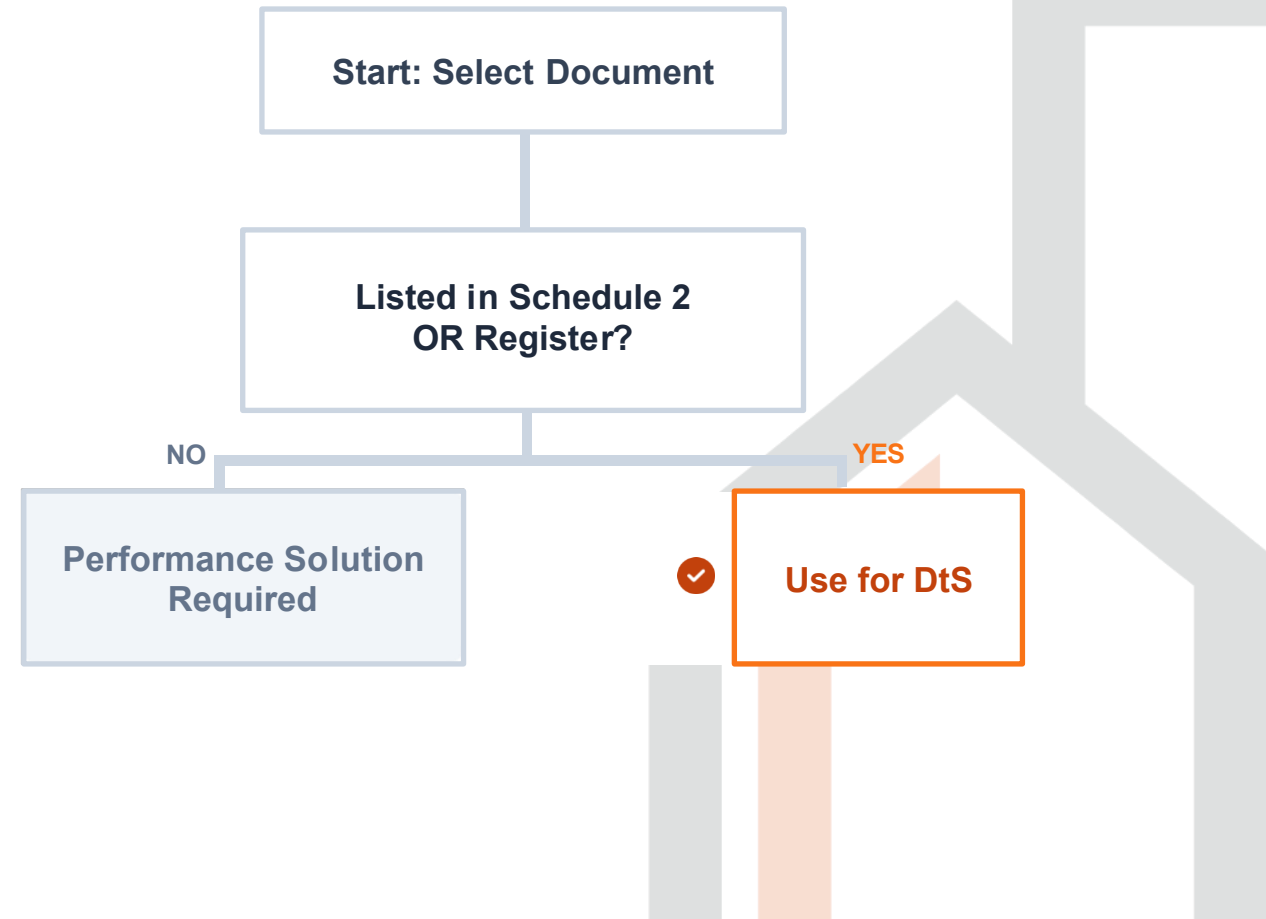 Start: Select Document
Listed in Schedule 2
OR Register?
NO
YES
Performance Solution
Required
Use for DtS